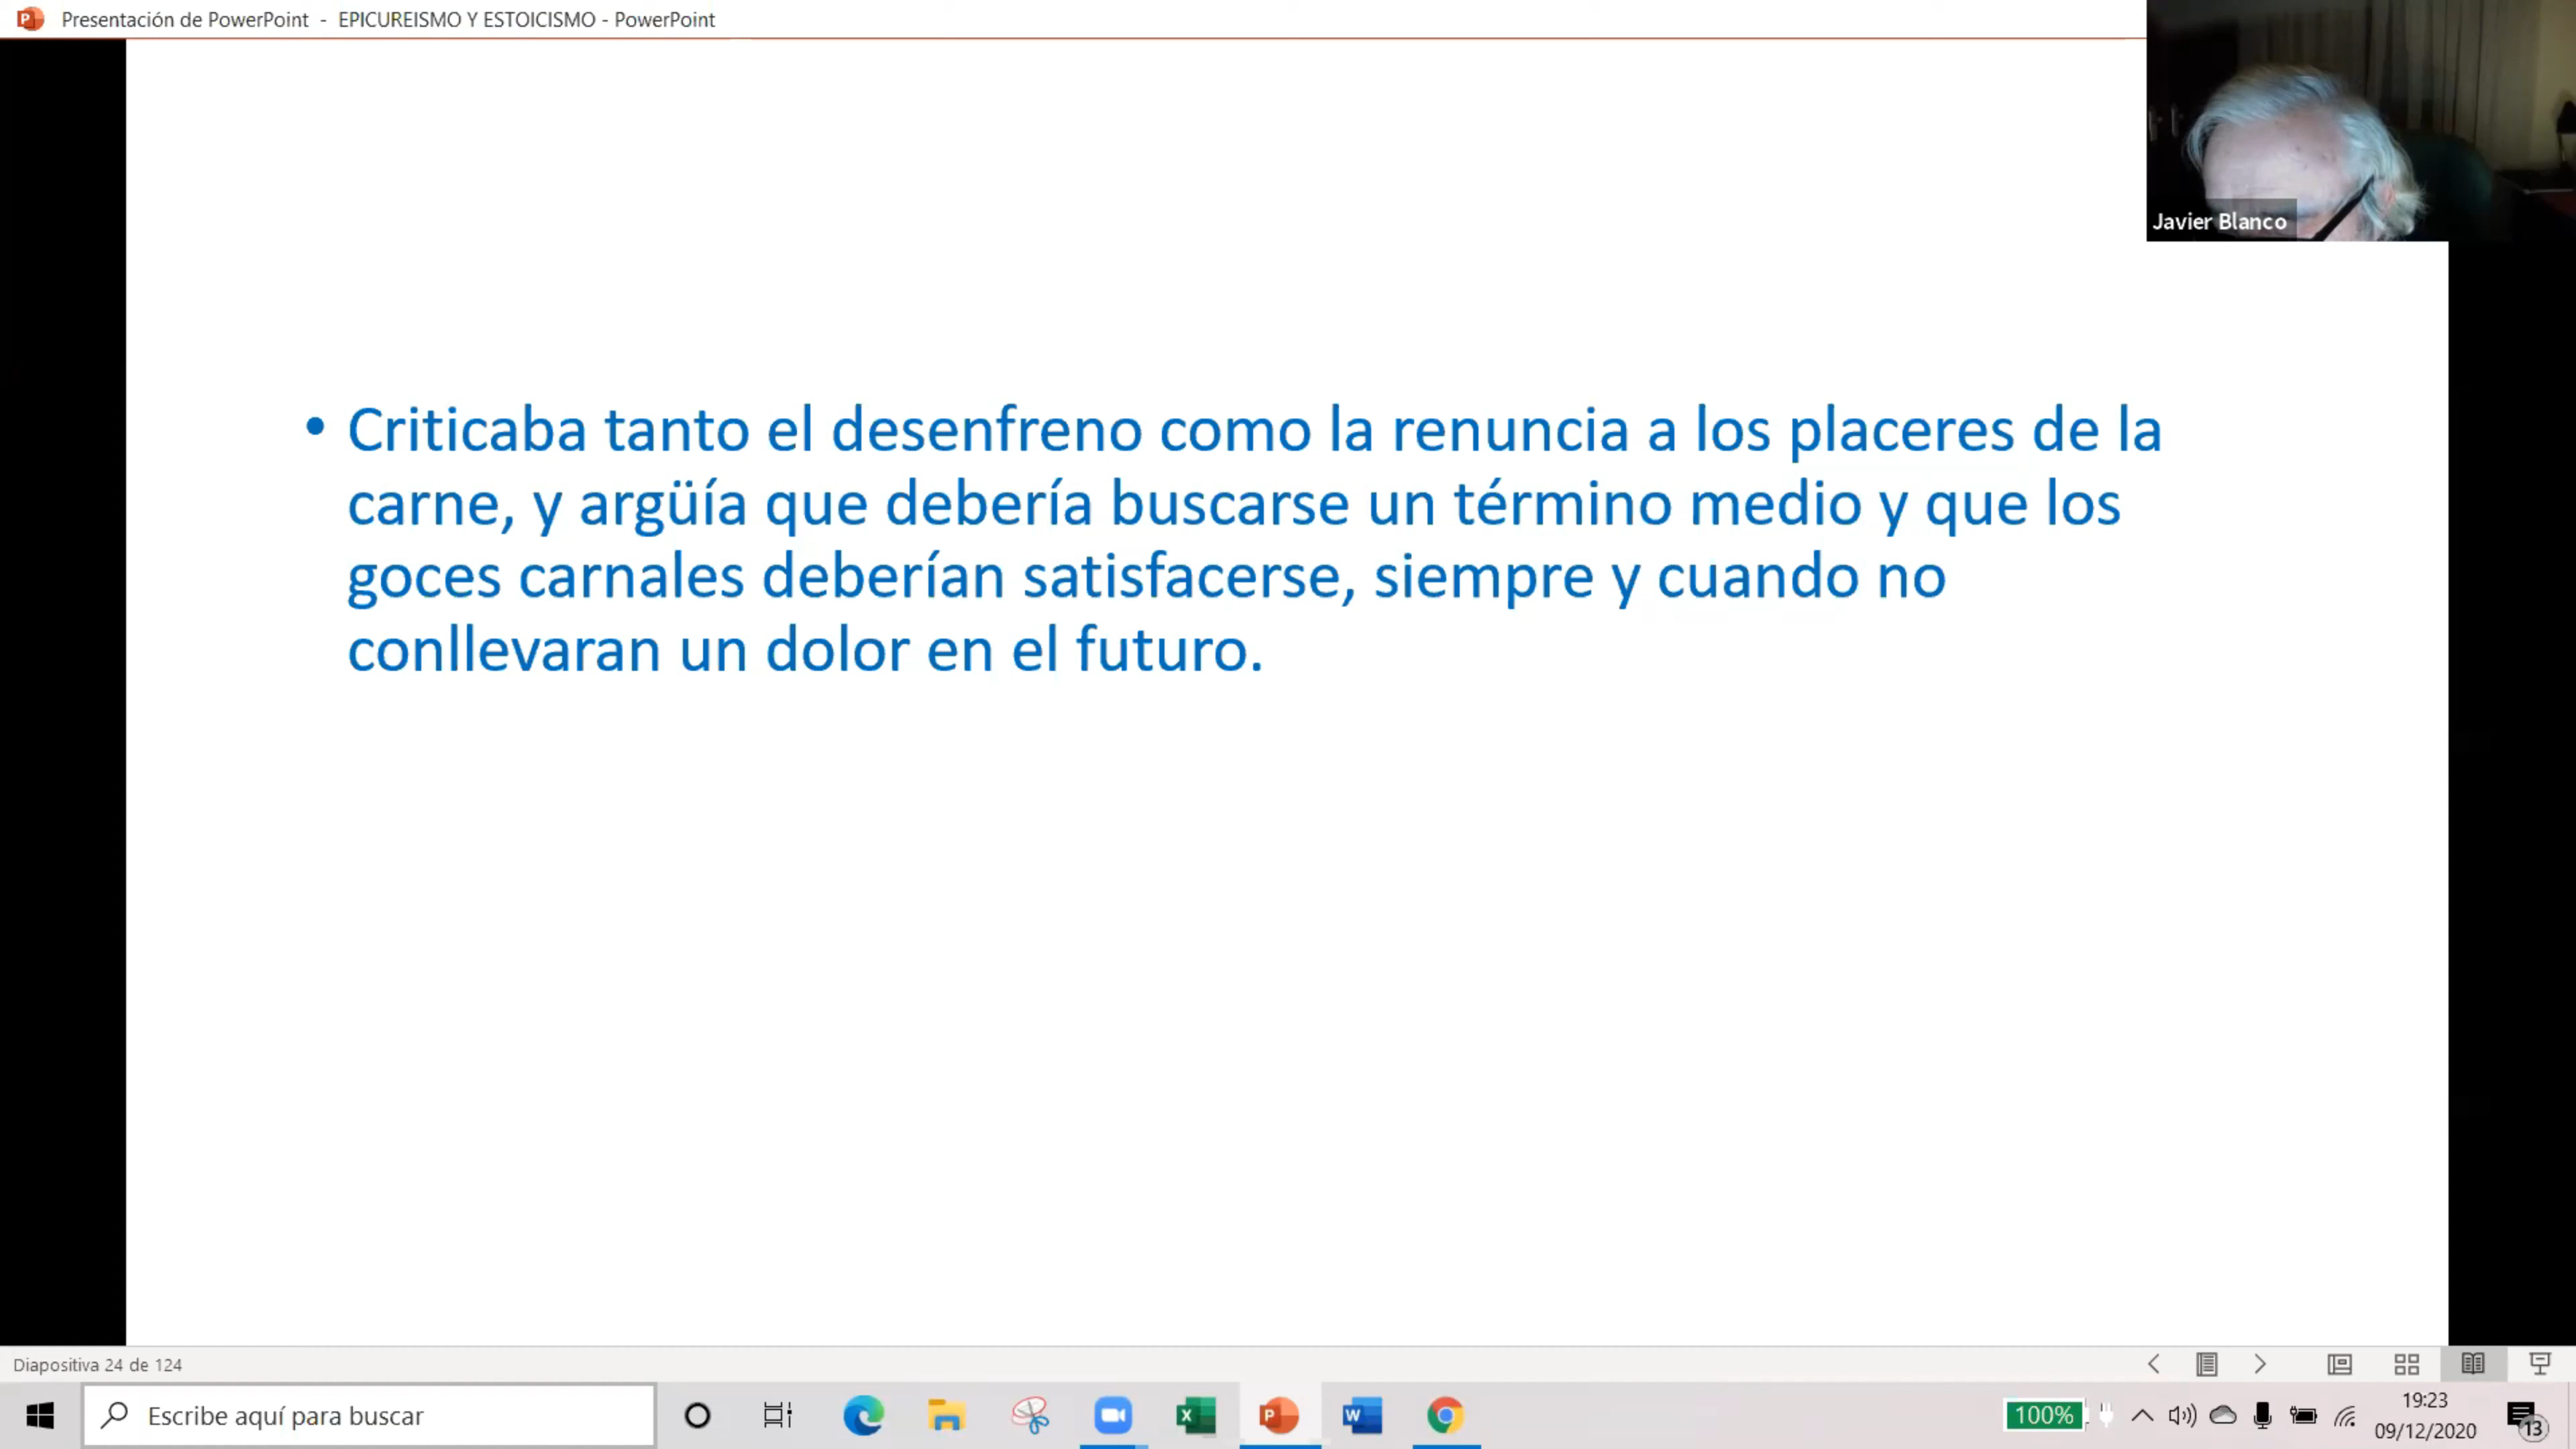 Presentación de PowerPoint - EPICUREISMO Y ESTOICISMO - PowerPoint
Javier Blanco
• Criticaba tanto el desenfreno como la renuncia a los placeres de la
carne, y argüía que debería buscarse un término medio y que los
goces carnales deberían satisfacerse, siempre y cuando no
conllevaran un dolor en el futuro.
Diapositiva 24 de 124
Escribe aquí para buscar
100%
19:23
09/12/2020
13